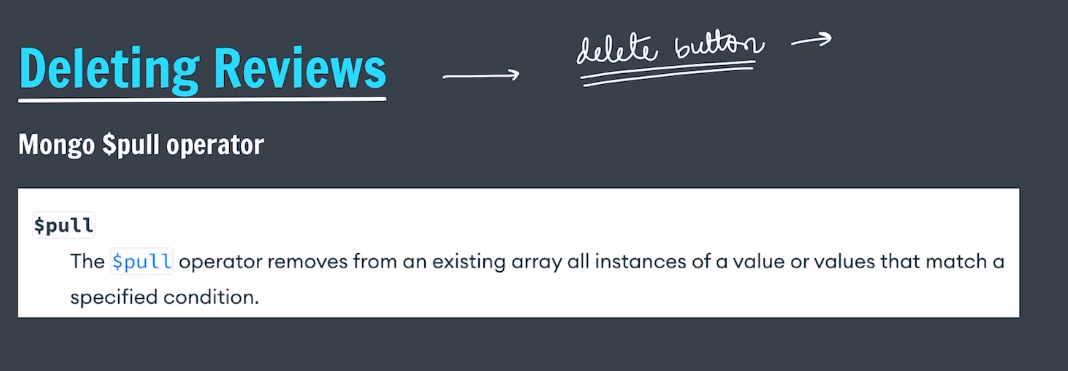 Deleting Reviews → delete button →
Mongo $pull operator
$pull
The $pull operator removes from an existing array all instances of a value or values that match a
specified condition.